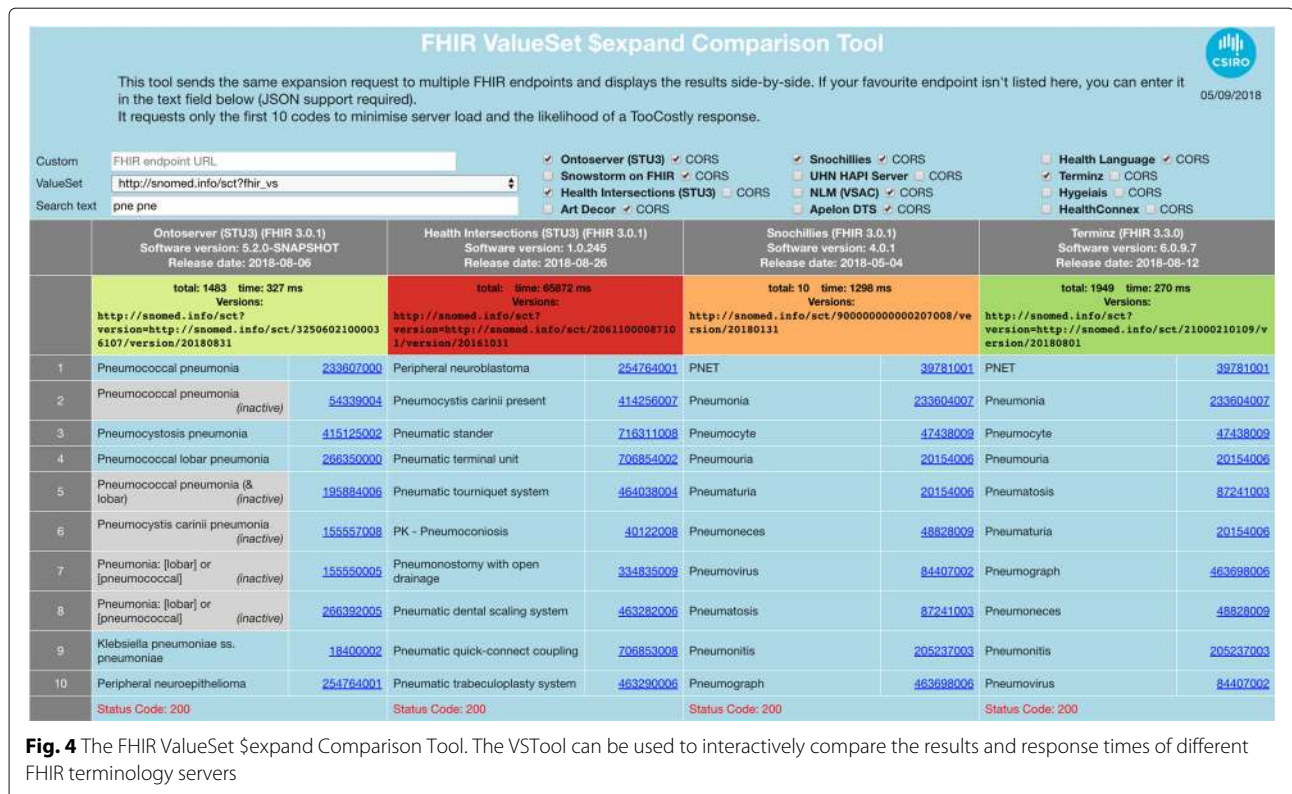 FHIR ValueSet $expand Comparison Tool
CSIRO
05/09/2018
This tool sends the same expansion request to multiple FHIR endpoints and displays the results side-by-side. If your favourite endpoint isn't listed here, you can enter it
in the text field below (JSON support required).
It requests only the first 10 codes to minimise server load and the likelihood of a TooCostly response.
Custom FHIR endpoint URL
ValueSet http://snomed.info/sct?fhir_vs
Search text pne pne
Ontoserver (STU3) CORS Snochillies CORS Health Language CORS
Snowstorm on FHIR CORS UHN HAPI Server CORS Terminz CORS
Health Intersections (STU3) CORS NLM (VSAC) CORS Hygeiais CORS
Art Decor CORS Apelon DTS CORS HealthConnex CORS
Ontoserver (STU3) (FHIR 3.0.1)
Software version: 5.2.0-SNAPSHOT
Release date: 2018-08-06
Health Intersections (STU3) (FHIR 3.0.1)
Software version: 1.0.245
Release date: 2018-08-26
Snochillies (FHIR 3.0.1)
Software version: 4.0.1
Release date: 2018-05-04
Terminz (FHIR 3.3.0)
Software version: 6.0.9.7
Release date: 2018-08-12
total: 1483 time: 327 ms
Versions:
http://snomed.info/sct?
version=http://snomed.info/sct/3250602100003
6107/version/20180831
total: time: 65872 ms
Versions:
http://snomed.info/sct?
version=http://snomed.info/sct/2061100008710
1/version/20161031
total: 10 time: 1298 ms
Versions:
http://snomed.info/sct/900000000000207008/ve
rsion/20180131
total: 1949 time: 270 ms
Versions:
http://snomed.info/sct?
version=http://snomed.info/sct/21000210109/v
ersion/20180801
1 Pneumococcal pneumonia 233607000 Peripheral neuroblastoma 254764001 PNET 39781001 PNET 39781001
2 Pneumococcal pneumonia (inactive) 54339004 Pneumocystis carinii present 414256007 Pneumonia 233604007 Pneumonia 233604007
3 Pneumocystosis pneumonia 415125002 Pneumatic stander 716311008 Pneumocyte 47438009 Pneumocyte 47438009
4 Pneumococcal lobar pneumonia 266350000 Pneumatic terminal unit 706854002 Pneumouria 20154006 Pneumouria 20154006
5 Pneumococcal pneumonia (& lobar) (inactive) 195884006 Pneumatic tourniquet system 464038004 Pneumaturia 20154006 Pneumatosis 87241003
6 Pneumocystis carinii pneumonia (inactive) 155557008 PK - Pneumoconiosis 40122008 Pneumoneces 48828009 Pneumaturia 20154006
7 Pneumonia: [lobar] or [pneumococcal] (inactive) 155550005 Pneumonostomy with open drainage 334835009 Pneumovirus 84407002 Pneumograph 463698006
8 Pneumonia: [lobar] or [pneumococcal] (inactive) 266392005 Pneumatic dental scaling system 463282006 Pneumatosis 87241003 Pneumoneces 48828009
9 Klebsiella pneumoniae ss. pneumoniae 18400002 Pneumatic quick-connect coupling 706853008 Pneumonitis 205237003 Pneumonitis 205237003
10 Peripheral neuroepithelioma 254764001 Pneumatic trabeculoplasty system 463290006 Pneumograph 463698006 Pneumovirus 84407002
Status Code: 200 Status Code: 200 Status Code: 200 Status Code: 200
Fig. 4 The FHIR ValueSet $expand Comparison Tool. The VSTool can be used to interactively compare the results and response times of different
FHIR terminology servers